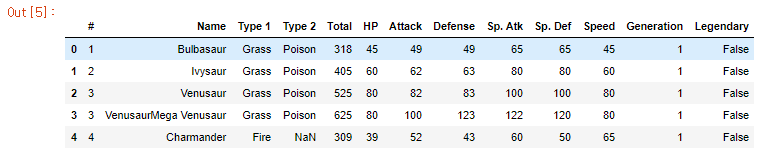 Out[5]:
# Name Type 1 Type 2 Total HP Attack Defense Sp. Atk Sp. Def Speed Generation Legendary
0 1 Bulbasaur Grass Poison 318 45 49 49 65 65 45 1 False
1 2 Ivysaur Grass Poison 405 60 62 63 80 80 60 1 False
2 3 Venusaur Grass Poison 525 80 82 83 100 100 80 1 False
3 3 VenusaurMega Venusaur Grass Poison 625 80 100 123 122 120 80 1 False
4 4 Charmander Fire NaN 309 39 52 43 60 50 65 1 False